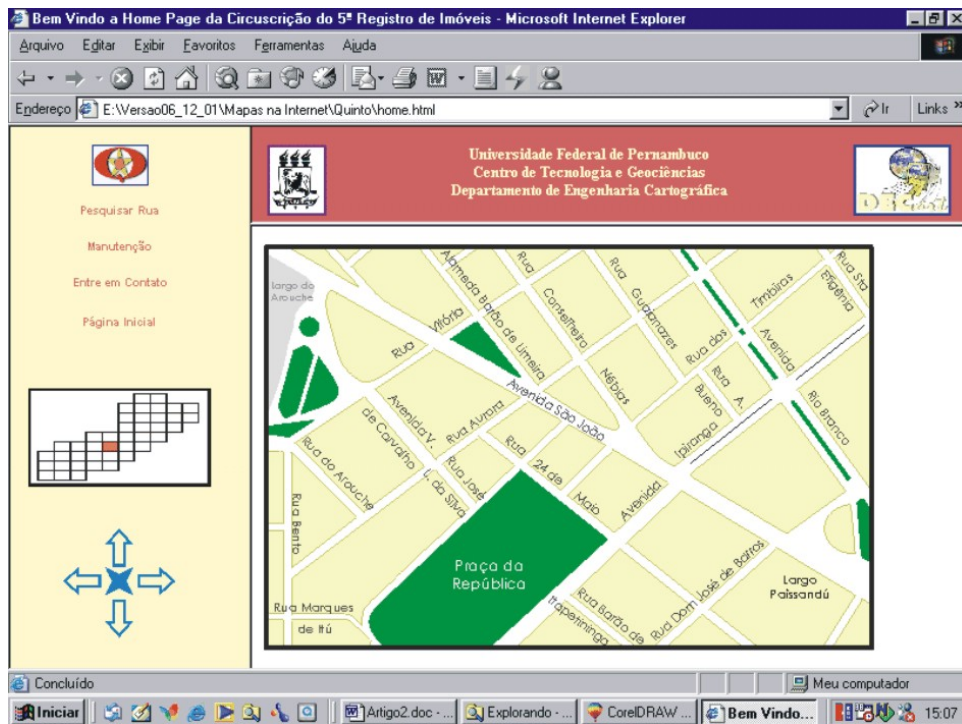 Bem Vindo a Home Page da Circuscrição do 5º Registro de Imóveis - Microsoft Internet Explorer
Arquivo Editar Exibir Favoritos Ferramentas Ajuda
Endereço E:\Versao06_12_01\Mapas na Internet\Quinto\home.html Ir Links »
Universidade Federal de Pernambuco
Centro de Tecnologia e Geociências
Departamento de Engenharia Cartográfica
DECart
Pesquisar Rua
Manutenção
Entre em Contato
Página Inicial
largo do
Arouche
Rua Vitória
Alameda Barão de Limeira
Rua Conselheiro Nébias
Rua Guaianazes
Rua dos Timbiras
Rua Sta
Efigênia
Avenida Rio Branco
Rua A.
Bueno
Avenida São João
Avenida Ipiranga
Rua Aurora
Avenida V.
de Carvalho
Rua 24 de Maio
Rua José
L. da Silva
Rua do Arouche
Rua Bento
Praça da
República
Rua Marques
de Itú
Itapetininga
Rua Barão de
Rua Dom José de Barros
Largo
Paissandú
Concluído Meu computador
Iniciar Artigo2.doc - ... Explorando - ... CorelDRAW ... Bem Vindo... 15:07